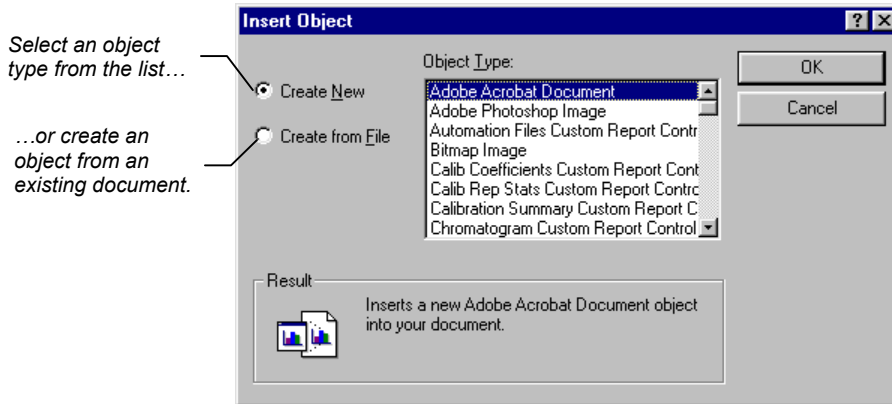 Insert Object
Select an object
type from the list…
…or create an
object from an
existing document.
Create New
Create from File
Object Type:
Adobe Acrobat Document
Adobe Photoshop Image
Automation Files Custom Report Contr
Bitmap Image
Calib Coefficients Custom Report Cont
Calib Rep Stats Custom Report Contro
Calibration Summary Custom Report C
Chromatogram Custom Report Control
OK
Cancel
Result
Inserts a new Adobe Acrobat Document object
into your document.